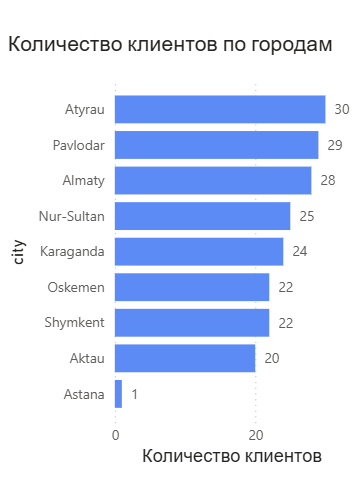 Количество клиентов по городам
Atyrau 30
Pavlodar 29
Almaty 28
Nur-Sultan 25
Karaganda 24
Oskemen 22
Shymkent 22
Aktau 20
Astana 1
city
0 20
Количество клиентов